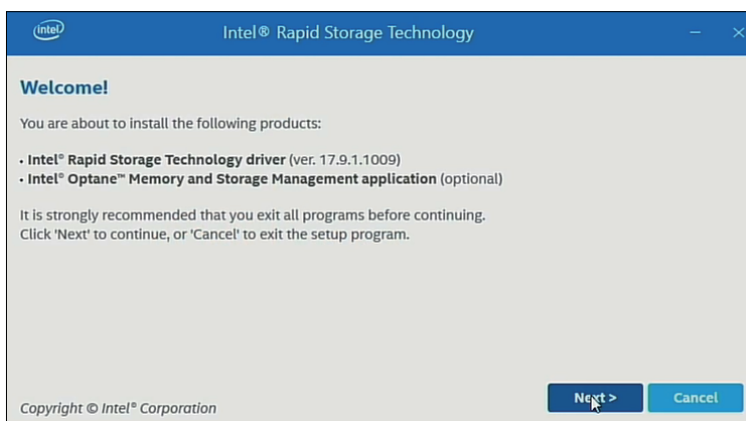 intel
Intel® Rapid Storage Technology
Welcome!
You are about to install the following products:
• Intel® Rapid Storage Technology driver (ver. 17.9.1.1009)
• Intel® Optane™ Memory and Storage Management application (optional)
It is strongly recommended that you exit all programs before continuing.
Click 'Next' to continue, or 'Cancel' to exit the setup program.
Next >
Cancel
Copyright © Intel® Corporation